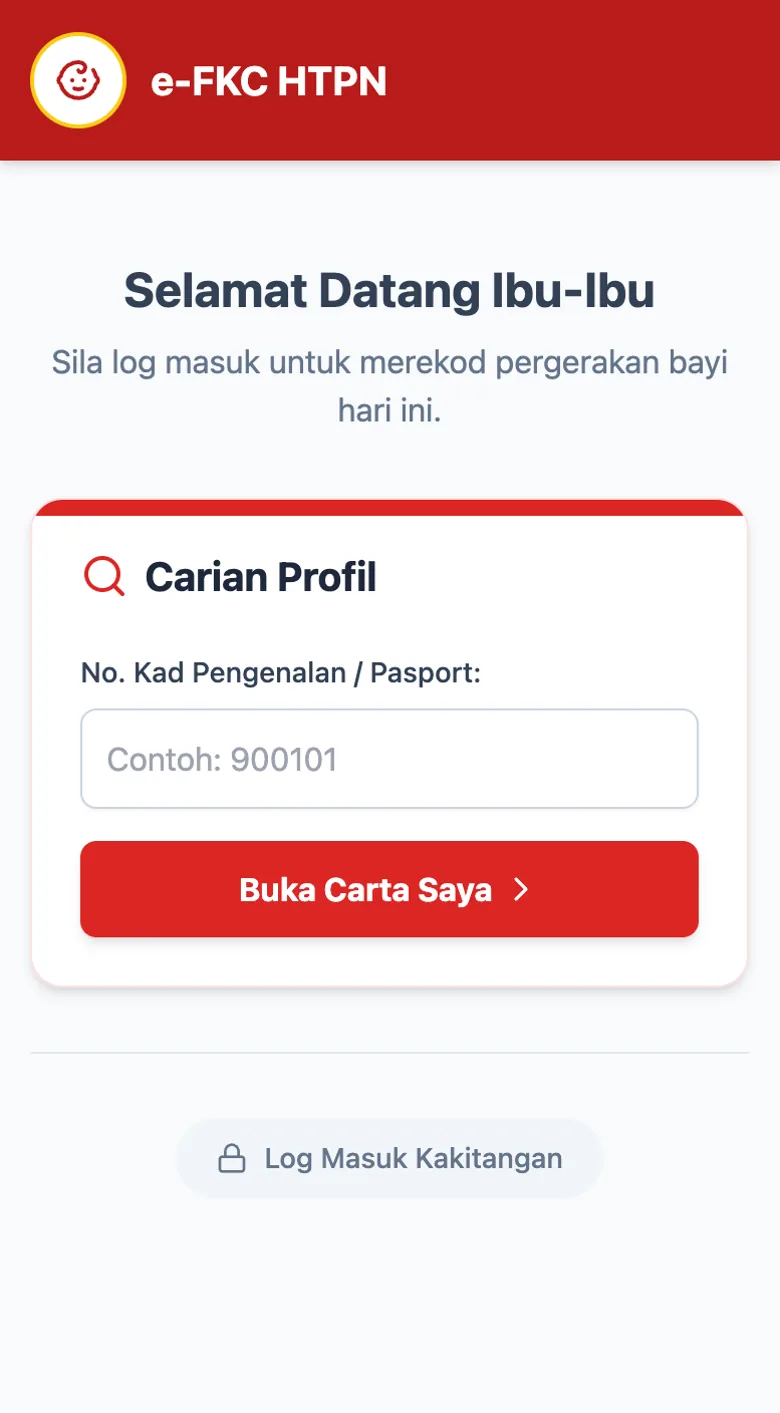 e-FKC HTPN
Selamat Datang Ibu-Ibu
Sila log masuk untuk merekod pergerakan bayi
hari ini.
Carian Profil
No. Kad Pengenalan / Pasport:
Contoh: 900101
Buka Carta Saya
Log Masuk Kakitangan